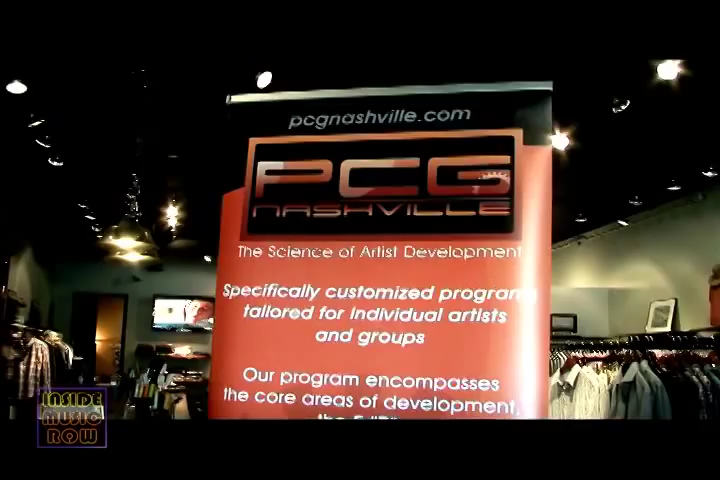 pcgnashville.com
PCG
NASHVILLE
The Science of Artist Development
Specifically customized programs
tailored for individual artists
and groups
Our program encompasses
the core areas of development,
the
INSIDE
MUSIC
ROW